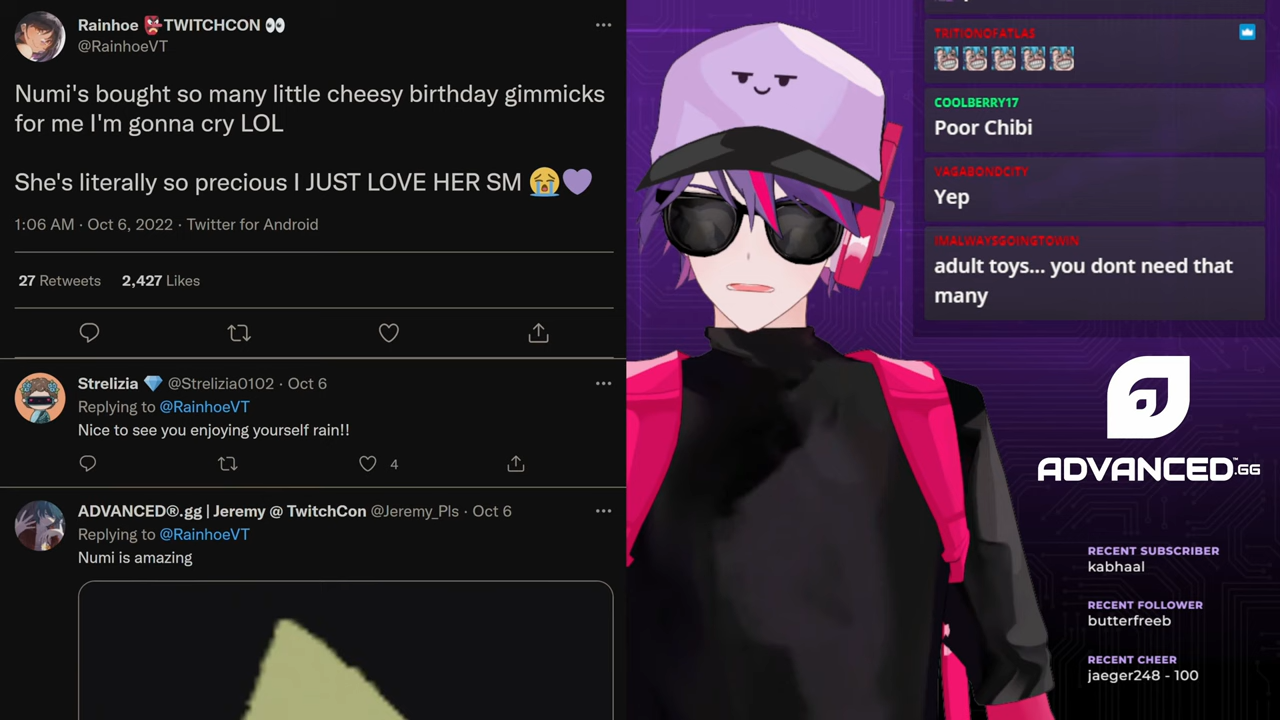 Rainhoe 👺TWITCHCON 👀
@RainhoeVT
Numi's bought so many little cheesy birthday gimmicks
for me I'm gonna cry LOL
She's literally so precious I JUST LOVE HER SM 😭💜
1:06 AM · Oct 6, 2022 · Twitter for Android
27 Retweets 2,427 Likes
Strelizia 💎 @Strelizia0102 · Oct 6
Replying to @RainhoeVT
Nice to see you enjoying yourself rain!!
4
ADVANCED®.gg | Jeremy @ TwitchCon @Jeremy_Pls · Oct 6
Replying to @RainhoeVT
Numi is amazing
TRITIONOFATLAS
COOLBERRY17
Poor Chibi
VAGABONDCITY
Yep
IMALWAYSGOINGTOWIN
adult toys... you dont need that
many
ADVANCED™.GG
RECENT SUBSCRIBER
kabhaal
RECENT FOLLOWER
butterfreeb
RECENT CHEER
jaeger248 - 100